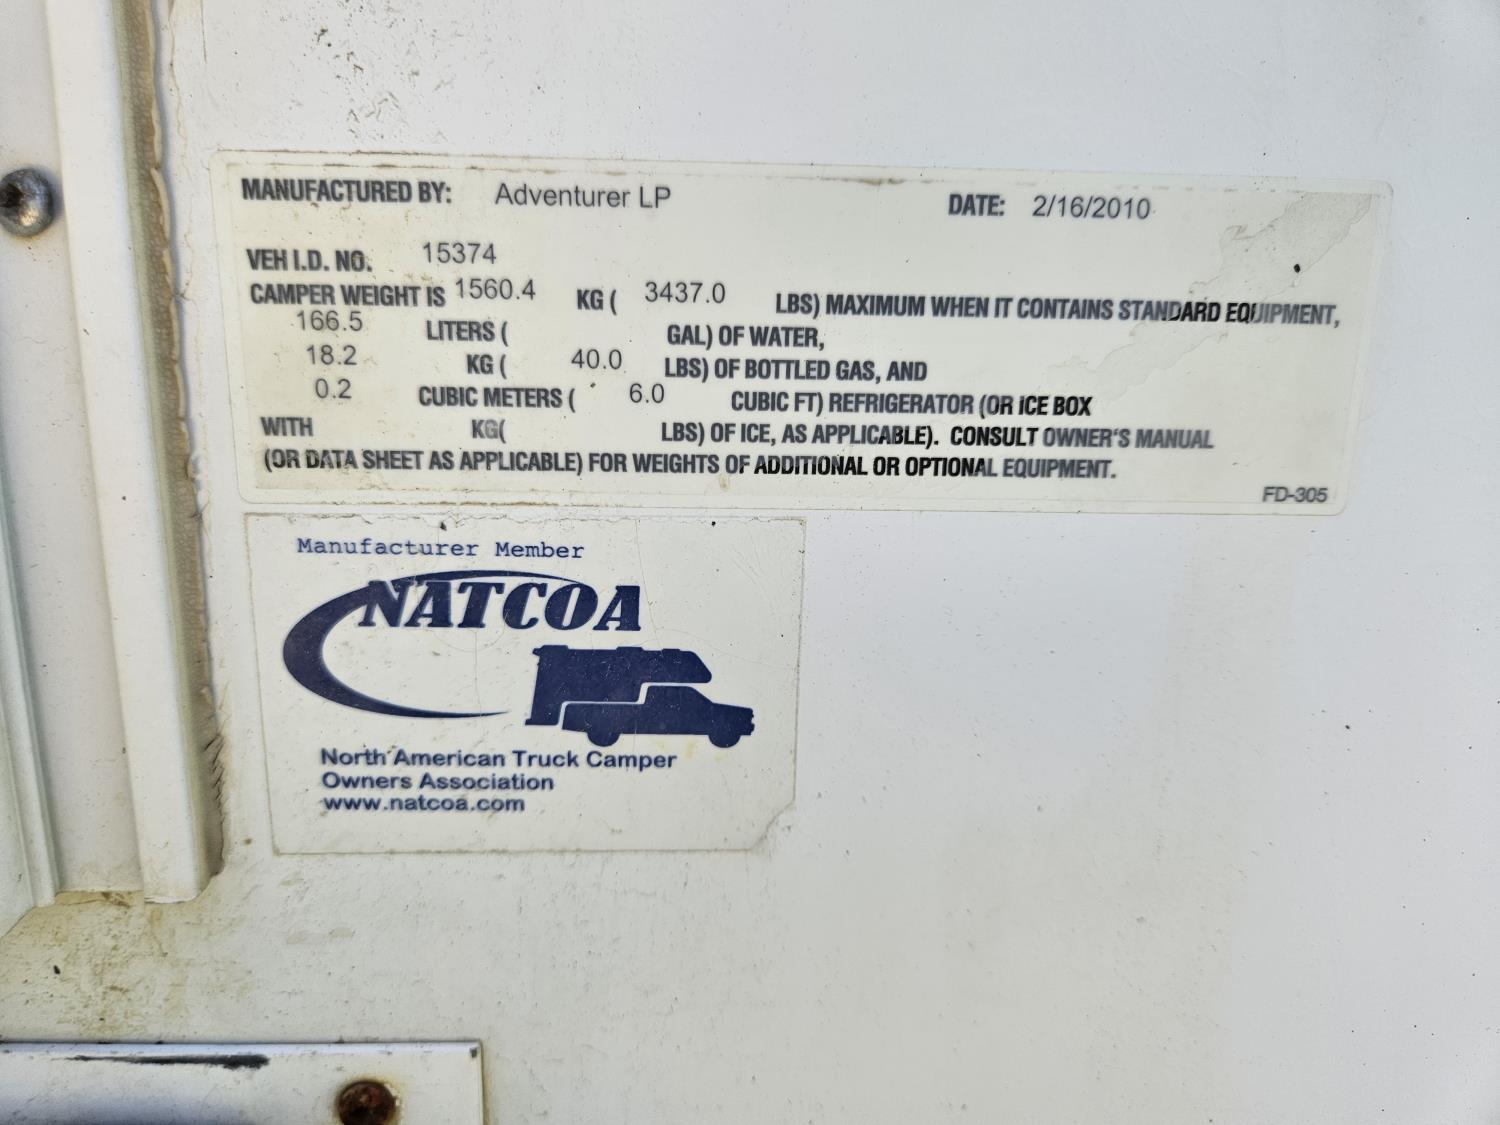 MANUFACTURED BY: Adventurer LP DATE: 2/16/2010
VEH I.D. NO. 15374
CAMPER WEIGHT IS 1560.4 KG ( 3437.0 LBS) MAXIMUM WHEN IT CONTAINS STANDARD EQUIPMENT,
166.5 LITERS ( GAL) OF WATER,
18.2 KG ( 40.0 LBS) OF BOTTLED GAS, AND
0.2 CUBIC METERS ( 6.0 CUBIC FT) REFRIGERATOR (OR ICE BOX
WITH KG( LBS) OF ICE, AS APPLICABLE). CONSULT OWNER'S MANUAL
(OR DATA SHEET AS APPLICABLE) FOR WEIGHTS OF ADDITIONAL OR OPTIONAL EQUIPMENT.
FD-305
Manufacturer Member
NATCOA
North American Truck Camper
Owners Association
www.natcoa.com